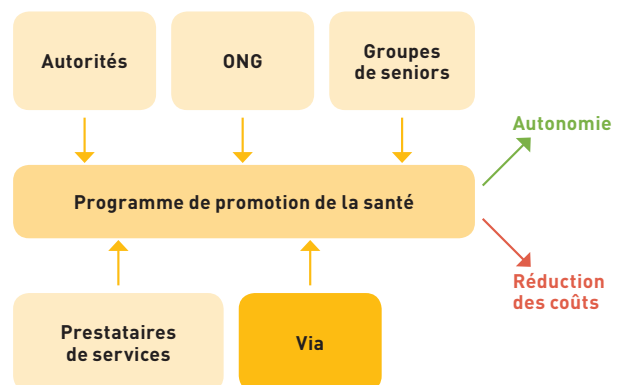 Autorités
ONG
Groupes
de seniors
Autonomie
Programme de promotion de la santé
Réduction
des coûts
Prestataires
de services
Via